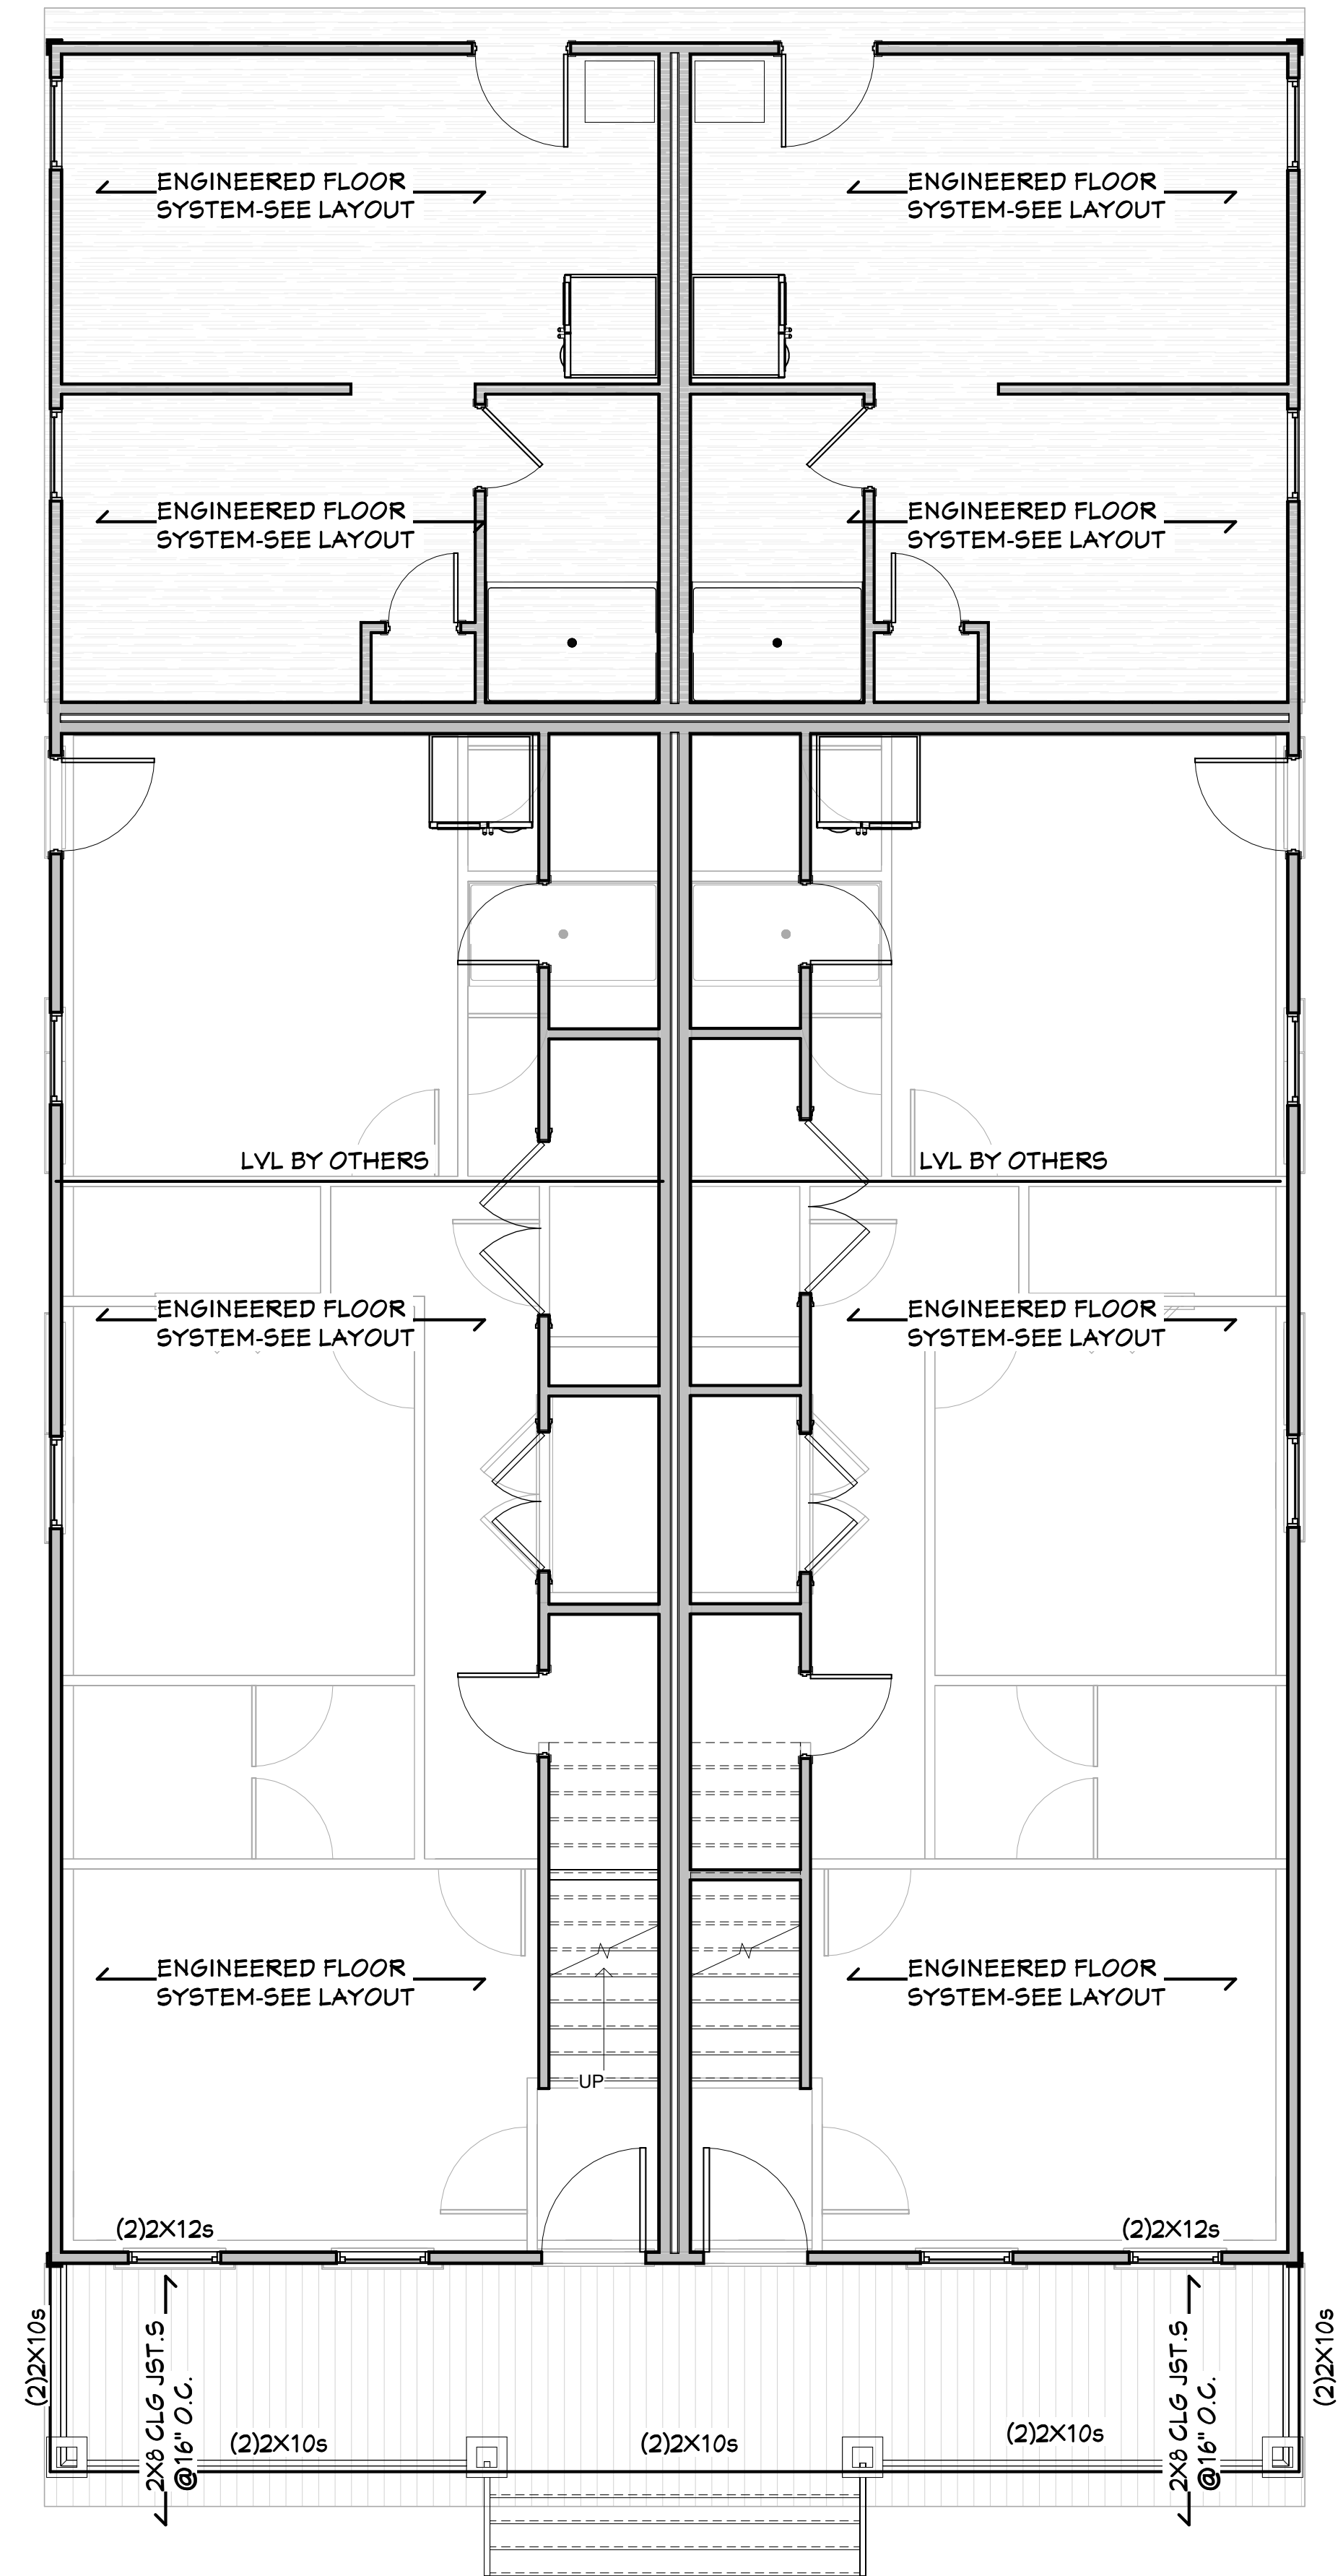 ENGINEERED FLOOR
SYSTEM-SEE LAYOUT
ENGINEERED FLOOR
SYSTEM-SEE LAYOUT
ENGINEERED FLOOR
SYSTEM-SEE LAYOUT
ENGINEERED FLOOR
SYSTEM-SEE LAYOUT
LVL BY OTHERS
LVL BY OTHERS
ENGINEERED FLOOR
SYSTEM-SEE LAYOUT
ENGINEERED FLOOR
SYSTEM-SEE LAYOUT
ENGINEERED FLOOR
SYSTEM-SEE LAYOUT
ENGINEERED FLOOR
SYSTEM-SEE LAYOUT
UP
(2)2X12s
(2)2X12s
(2)2X10s
2X8 CLG JST.S
@16" O.C.
2X8 CLG JST.S
@16" O.C.
(2)2X10s
(2)2X10s
(2)2X10s
(2)2X10s